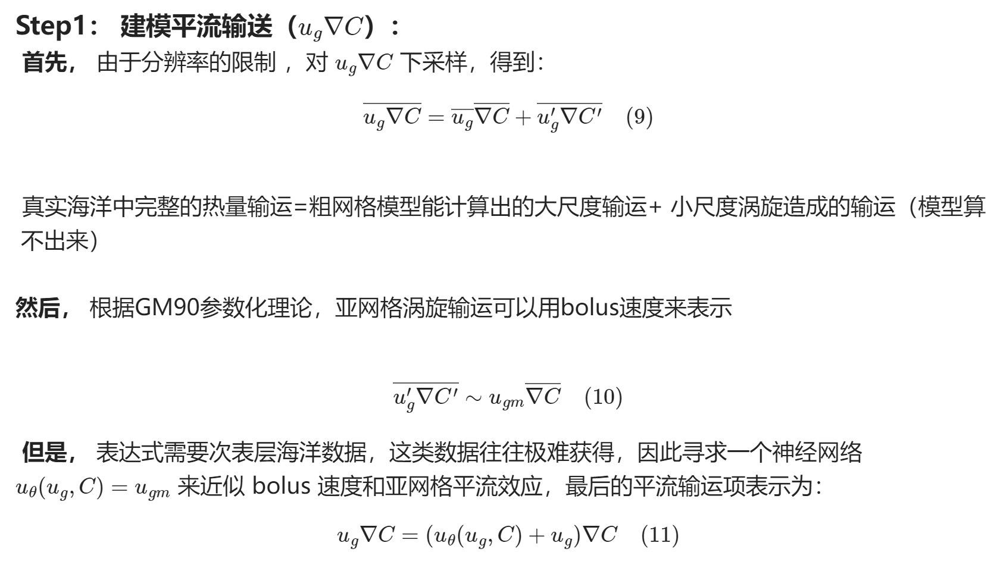 Step1： 建模平流输送（$u_g \nabla C$）：
首先， 由于分辨率的限制 ，对 $u_g \nabla C$ 下采样，得到：
$\overline{u_g \nabla C} = \overline{u_g} \overline{\nabla C} + \overline{u_g' \nabla C'} \quad (9)$
真实海洋中完整的热量输运=粗网格模型能计算出的大尺度输运+ 小尺度涡旋造成的输运（模型算
不出来）
然后， 根据GM90参数化理论，亚网格涡旋输运可以用bolus速度来表示
$\overline{u_g' \nabla C'} \sim u_{gm} \overline{\nabla C} \quad (10)$
但是， 表达式需要次表层海洋数据，这类数据往往极难获得，因此寻求一个神经网络
$u_\theta(u_g, C) = u_{gm}$ 来近似 bolus 速度和亚网格平流效应，最后的平流输运项表示为：
$u_g \nabla C = (u_\theta(u_g, C) + u_g) \nabla C \quad (11)$